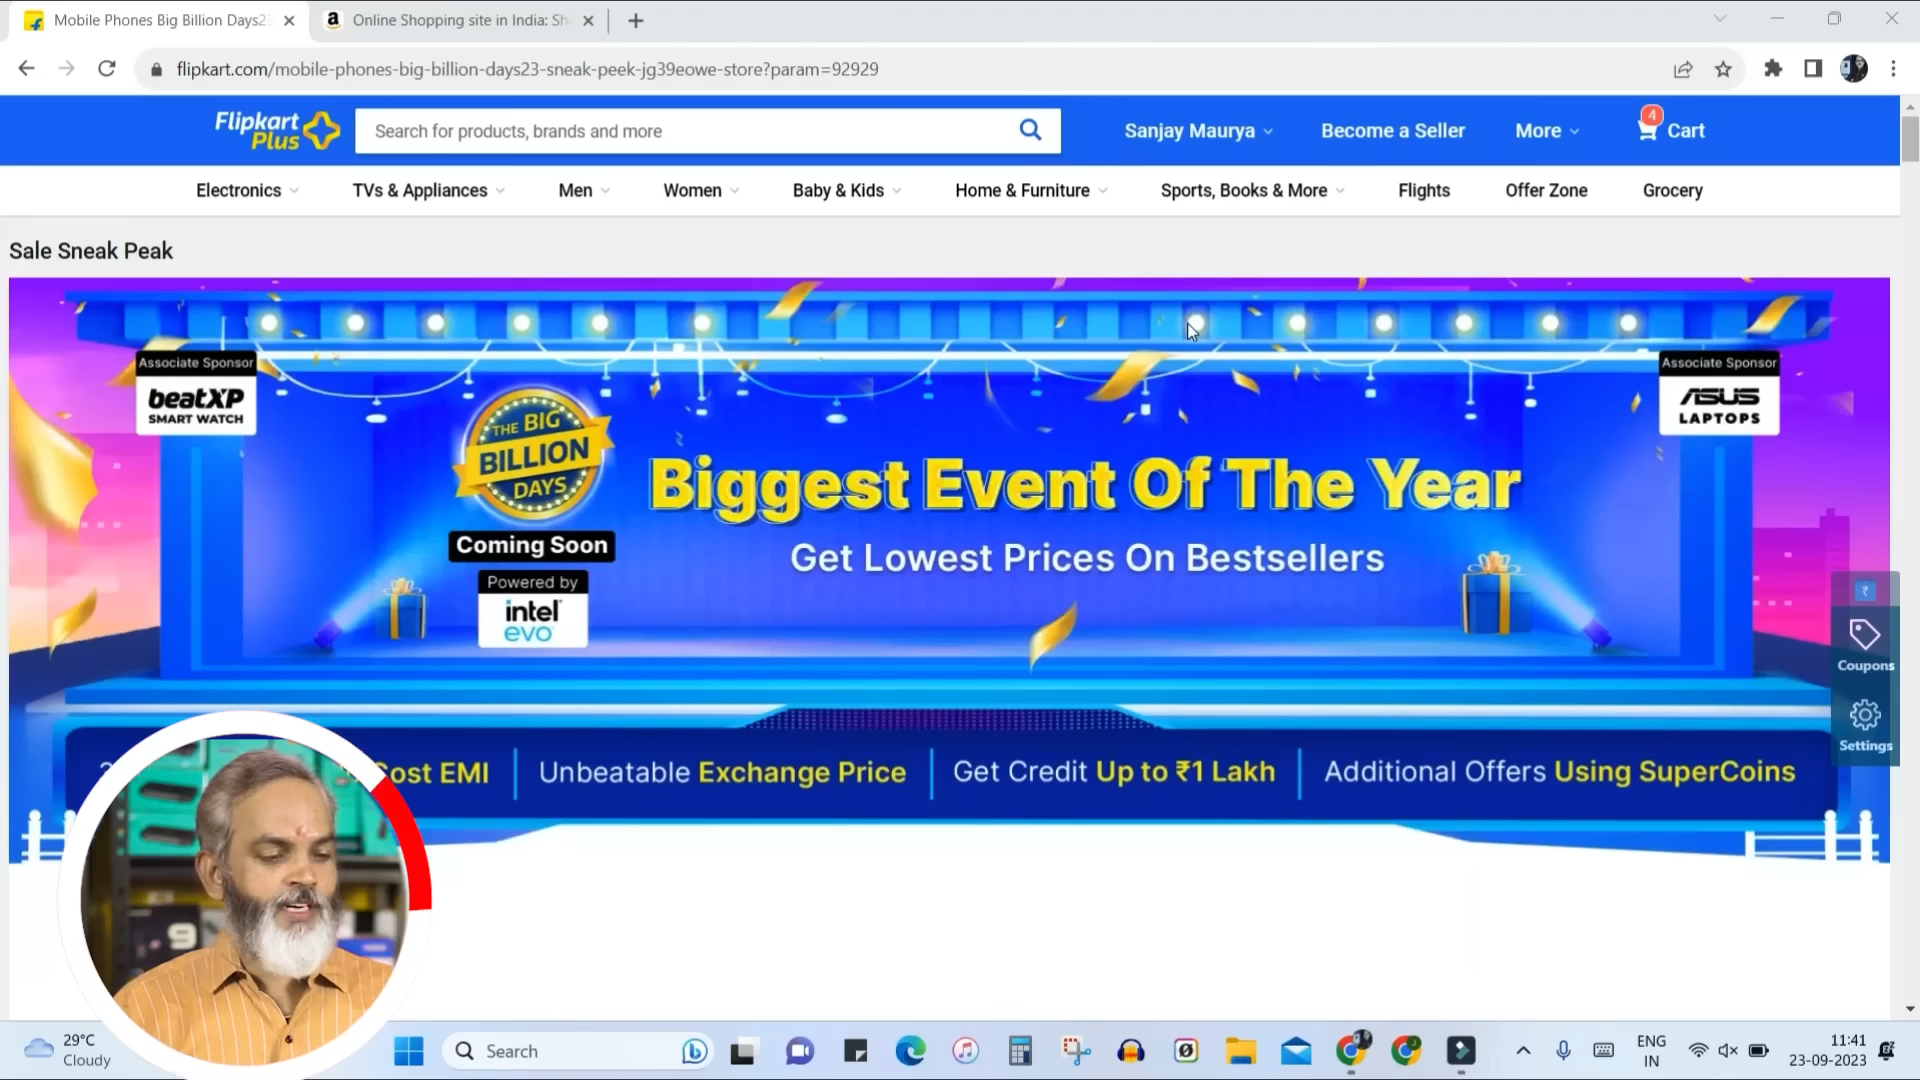 Mobile Phones Big Billion Days23
Online Shopping site in India: Sh
flipkart.com/mobile-phones-big-billion-days23-sneak-peek-jg39eowe-store?param=92929
Flipkart
Plus
Search for products, brands and more
Sanjay Maurya
Become a Seller
More
4
Cart
Electronics
TVs & Appliances
Men
Women
Baby & Kids
Home & Furniture
Sports, Books & More
Flights
Offer Zone
Grocery
Sale Sneak Peak
Associate Sponsor
beatXP
SMART WATCH
Associate Sponsor
ASUS
LAPTOPS
THE BIG
BILLION
DAYS
Coming Soon
Powered by
intel
evo
Biggest Event Of The Year
Get Lowest Prices On Bestsellers
₹
Coupons
Settings
Cost EMI
Unbeatable Exchange Price
Get Credit Up to ₹1 Lakh
Additional Offers Using SuperCoins
9
29°C
Cloudy
Search
ENG
IN
11:41
23-09-2023